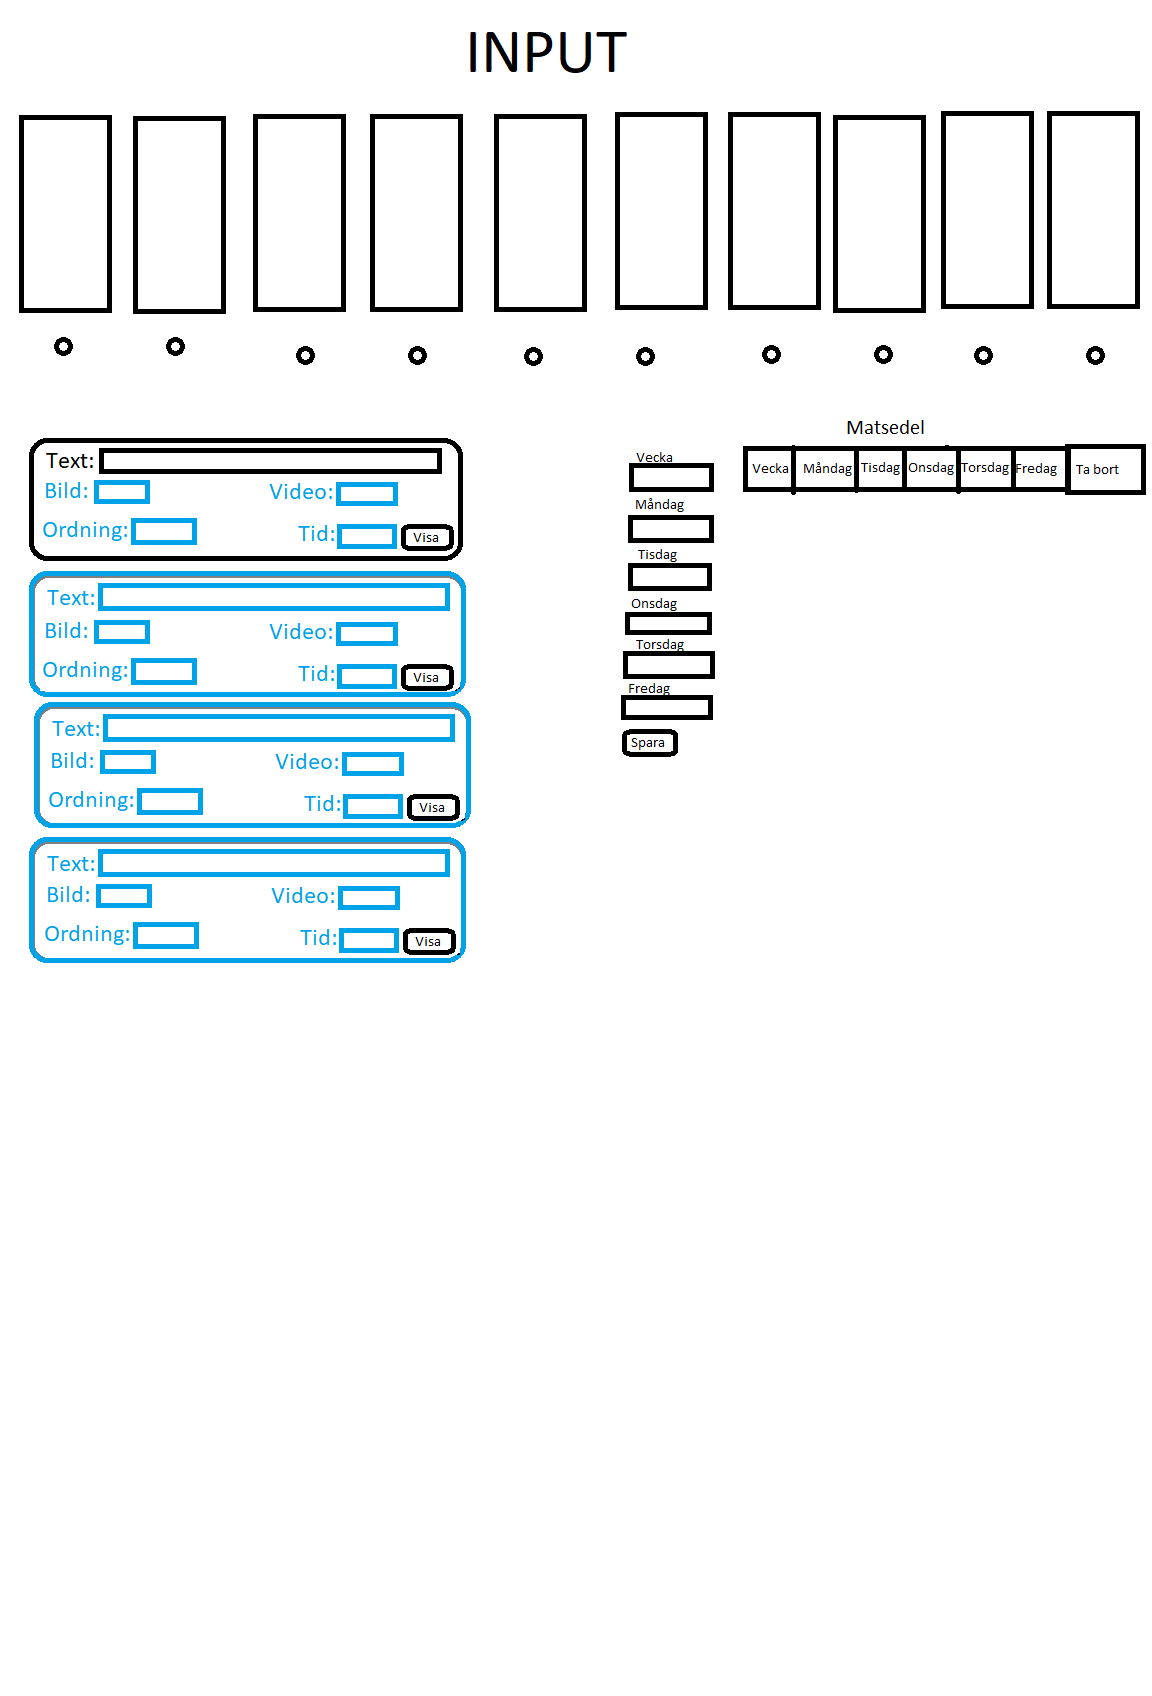 INPUT
Text:
Bild:
Video:
Ordning:
Tid:
Visa
Text:
Bild:
Video:
Ordning:
Tid:
Visa
Text:
Bild:
Video:
Ordning:
Tid:
Visa
Text:
Bild:
Video:
Ordning:
Tid:
Visa
Vecka
Måndag
Tisdag
Onsdag
Torsdag
Fredag
Spara
Matsedel
Vecka Måndag Tisdag Onsdag Torsdag Fredag Ta bort